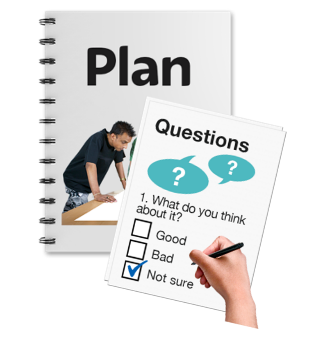 Plan
Questions
? ?
1. What do you think
about it?
Good
Bad
Not sure